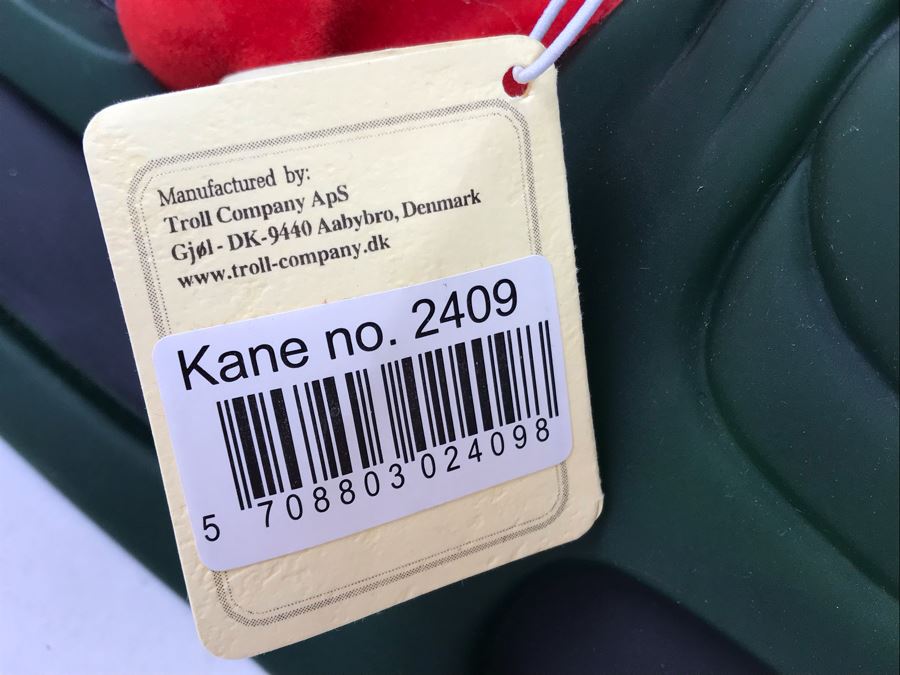 Manufactured by:
Troll Company ApS
Gjøl - DK-9440 Aabybro, Denmark
www.troll-company.dk
Kane no. 2409
5 708803 024098